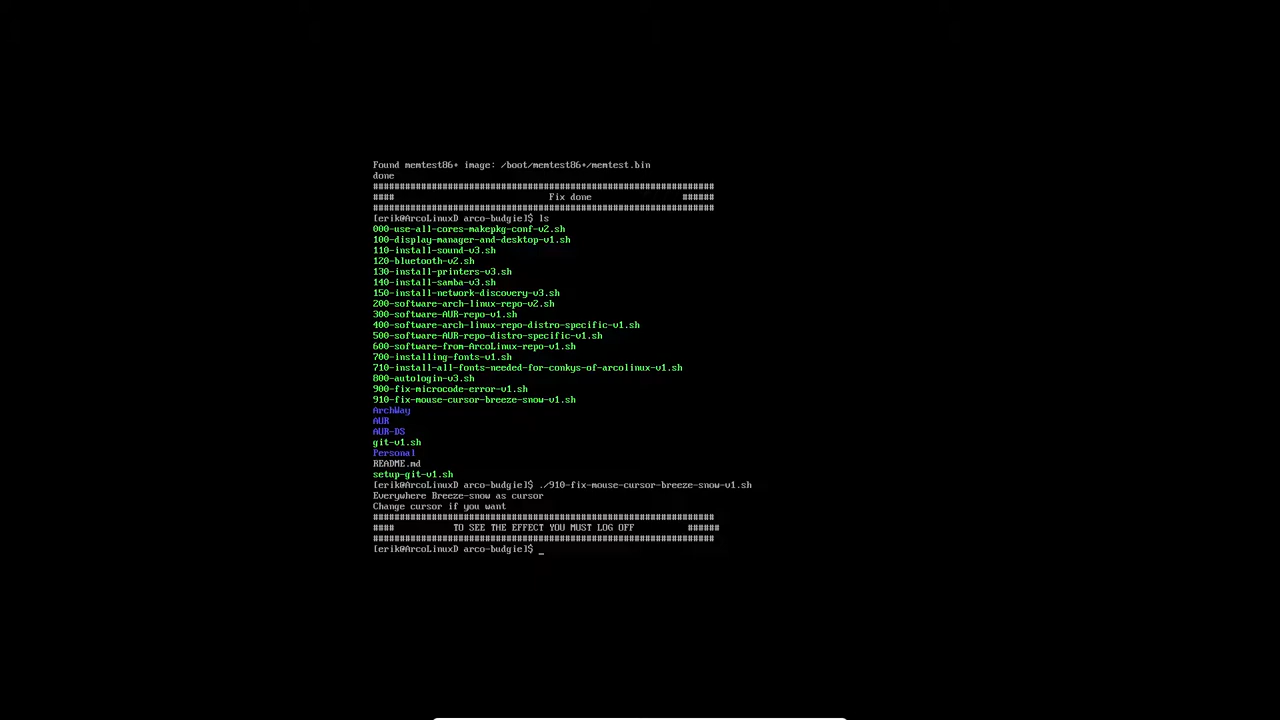 Found memtest86+ image: /boot/memtest86+/memtest.bin
done
################################################################
####                             Fix done                 ######
################################################################
[erik@ArcoLinuxD arco-budgie]$ ls
000-use-all-cores-makepkg-conf-v2.sh
100-display-manager-and-desktop-v1.sh
110-install-sound-v3.sh
120-bluetooth-v2.sh
130-install-printers-v3.sh
140-install-samba-v3.sh
150-install-network-discovery-v3.sh
200-software-arch-linux-repo-v2.sh
300-software-AUR-repo-v1.sh
400-software-arch-linux-repo-distro-specific-v1.sh
500-software-AUR-repo-distro-specific-v1.sh
600-software-from-ArcoLinux-repo-v1.sh
700-installing-fonts-v1.sh
710-install-all-fonts-needed-for-conkys-of-arcolinux-v1.sh
800-autologin-v3.sh
900-fix-microcode-error-v1.sh
910-fix-mouse-cursor-breeze-snow-v1.sh
ArchWay
AUR
AUR-DS
git-v1.sh
Personal
README.md
setup-git-v1.sh
[erik@ArcoLinuxD arco-budgie]$ ./910-fix-mouse-cursor-breeze-snow-v1.sh
Everywhere Breeze-snow as cursor
Change cursor if you want
################################################################
####           TO SEE THE EFFECT YOU MUST LOG OFF          ######
################################################################
[erik@ArcoLinuxD arco-budgie]$ _